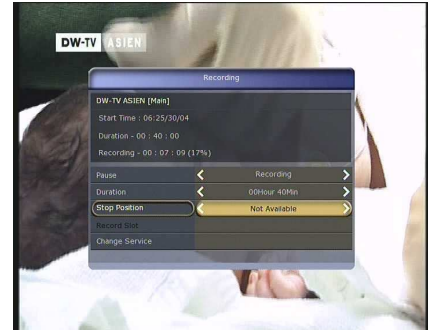 DW-TV ASIEN
Recording
DW-TV ASIEN [Main]
Start Time : 06:25/30/04
Duration - 00 : 40 : 00
Recording - 00 : 07 : 09 (17%)
Pause Recording
Duration 00Hour 40Min
Stop Position Not Available
Record Slot
Change Service